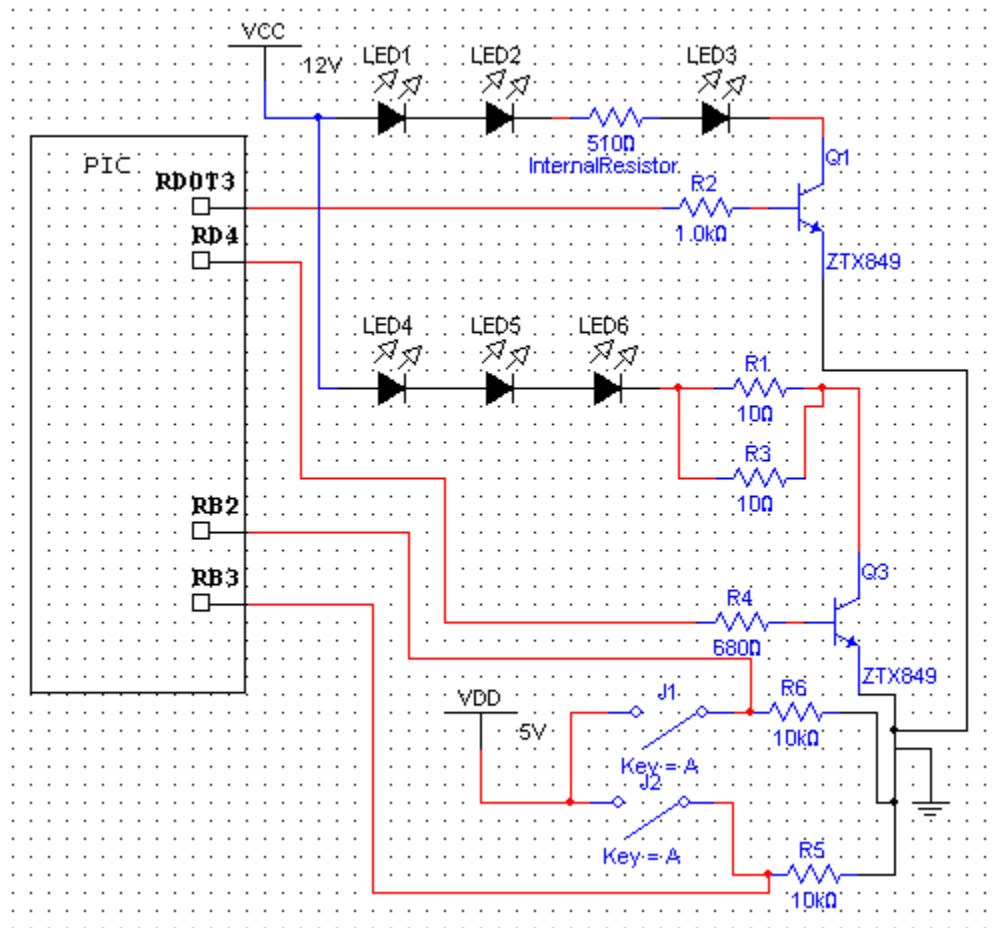 VCC
12V
LED1
LED2
LED3
510Ω
InternalResistor
PIC
RD0T3
R2
1.0kΩ
Q1
ZTX849
RD4
LED4
LED5
LED6
R1
10Ω
R3
10Ω
RB2
RB3
Q3
R4
680Ω
ZTX849
VDD
5V
J1
Key = A
R6
10kΩ
J2
Key = A
R5
10kΩ